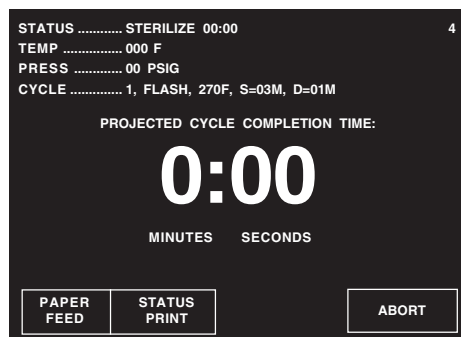 STATUS ............ STERILIZE 00:00 4
TEMP ................ 000 F
PRESS ............. 00 PSIG
CYCLE .............. 1, FLASH, 270F, S=03M, D=01M
PROJECTED CYCLE COMPLETION TIME:
0:00
MINUTES SECONDS
PAPER FEED
STATUS PRINT
ABORT